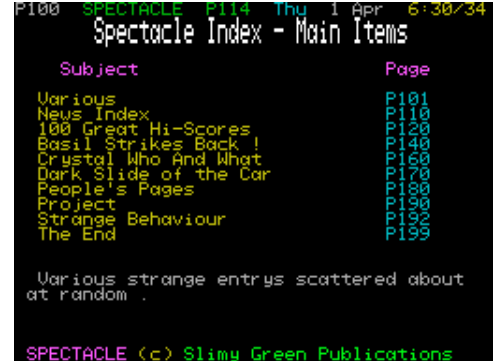 P100 SPECTACLE P114 Thu 1 Apr 6:30/34
Spectacle Index - Main Items
Subject Page
Various P101
News Index P110
100 Great Hi-Scores P120
Basil Strikes Back ! P140
Crystal Who And What P160
Dark Slide of the Car P170
People's Pages P180
Project P190
Strange Behaviour P192
The End P199
Various strange entrys scattered about
at random .
SPECTACLE (c) Slimy Green Publications